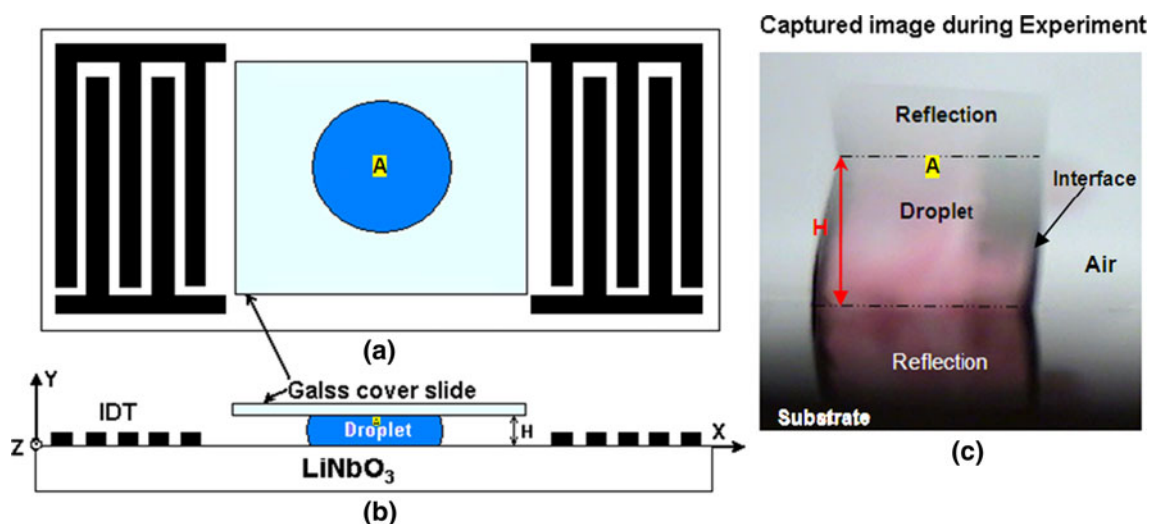 Captured image during Experiment
A
Reflection
A
Interface
Droplet
H
Air
Reflection
Substrate
(a)
(c)
Galss cover slide
Y
IDT
A
Droplet
H
X
Z
LiNbO₃
(b)